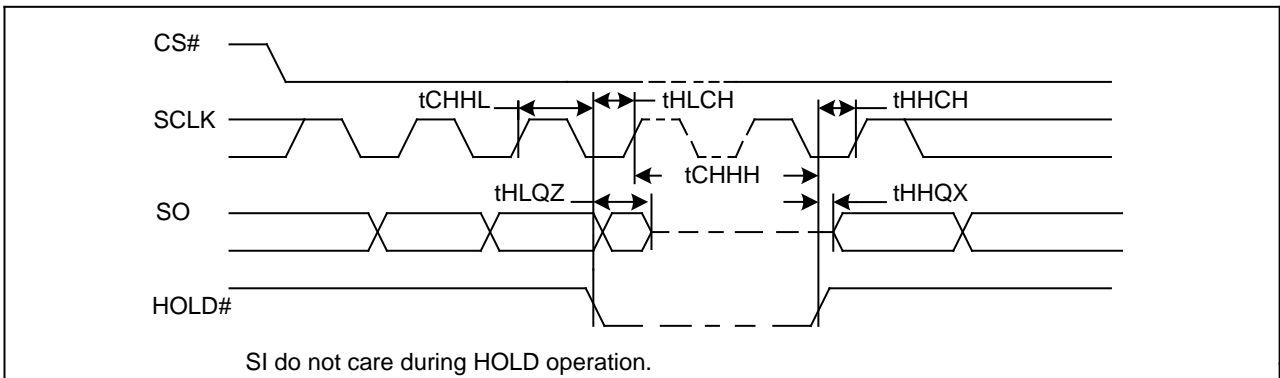 CS#
tCHHL
tHLCH
tHHCH
SCLK
tCHHH
tHLQZ
tHHQX
SO
HOLD#
SI do not care during HOLD operation.